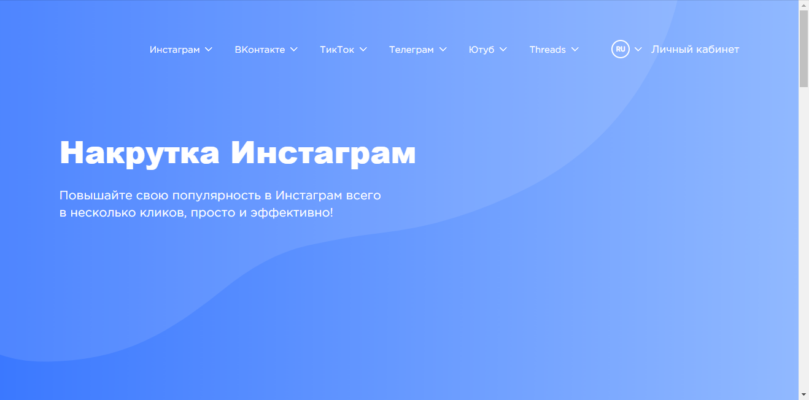 Инстаграм ВКонтакте ТикТок Телеграм Ютуб Threads RU Личный кабинет
Накрутка Инстаграм
Повышайте свою популярность в Инстаграм всего
в несколько кликов, просто и эффективно!